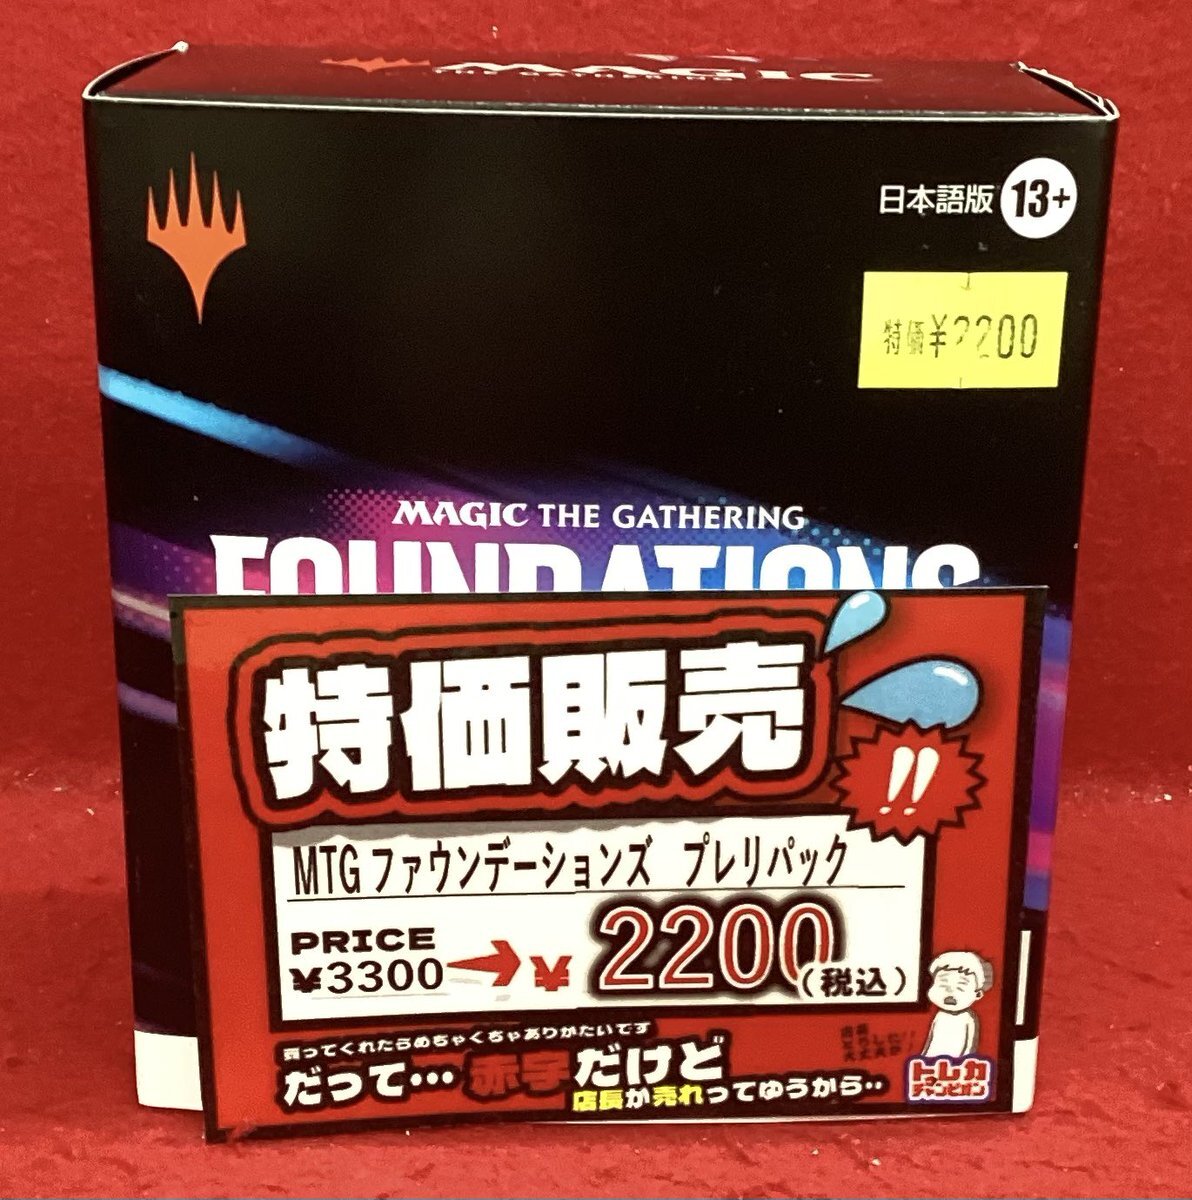 MAGIC
THE GATHERING
日本語版 13+
特価¥2200
MAGIC THE GATHERING
FOUNDATIONS
特価販売
!!
MTG ファウンデーションズ プレリパック
PRICE
¥3300 → ¥ 2200 (税込)
買ってくれたらめちゃくちゃありがたいです
だって… 赤字だけど
店長が売れってゆうから‥
トレカ
チャンピオン